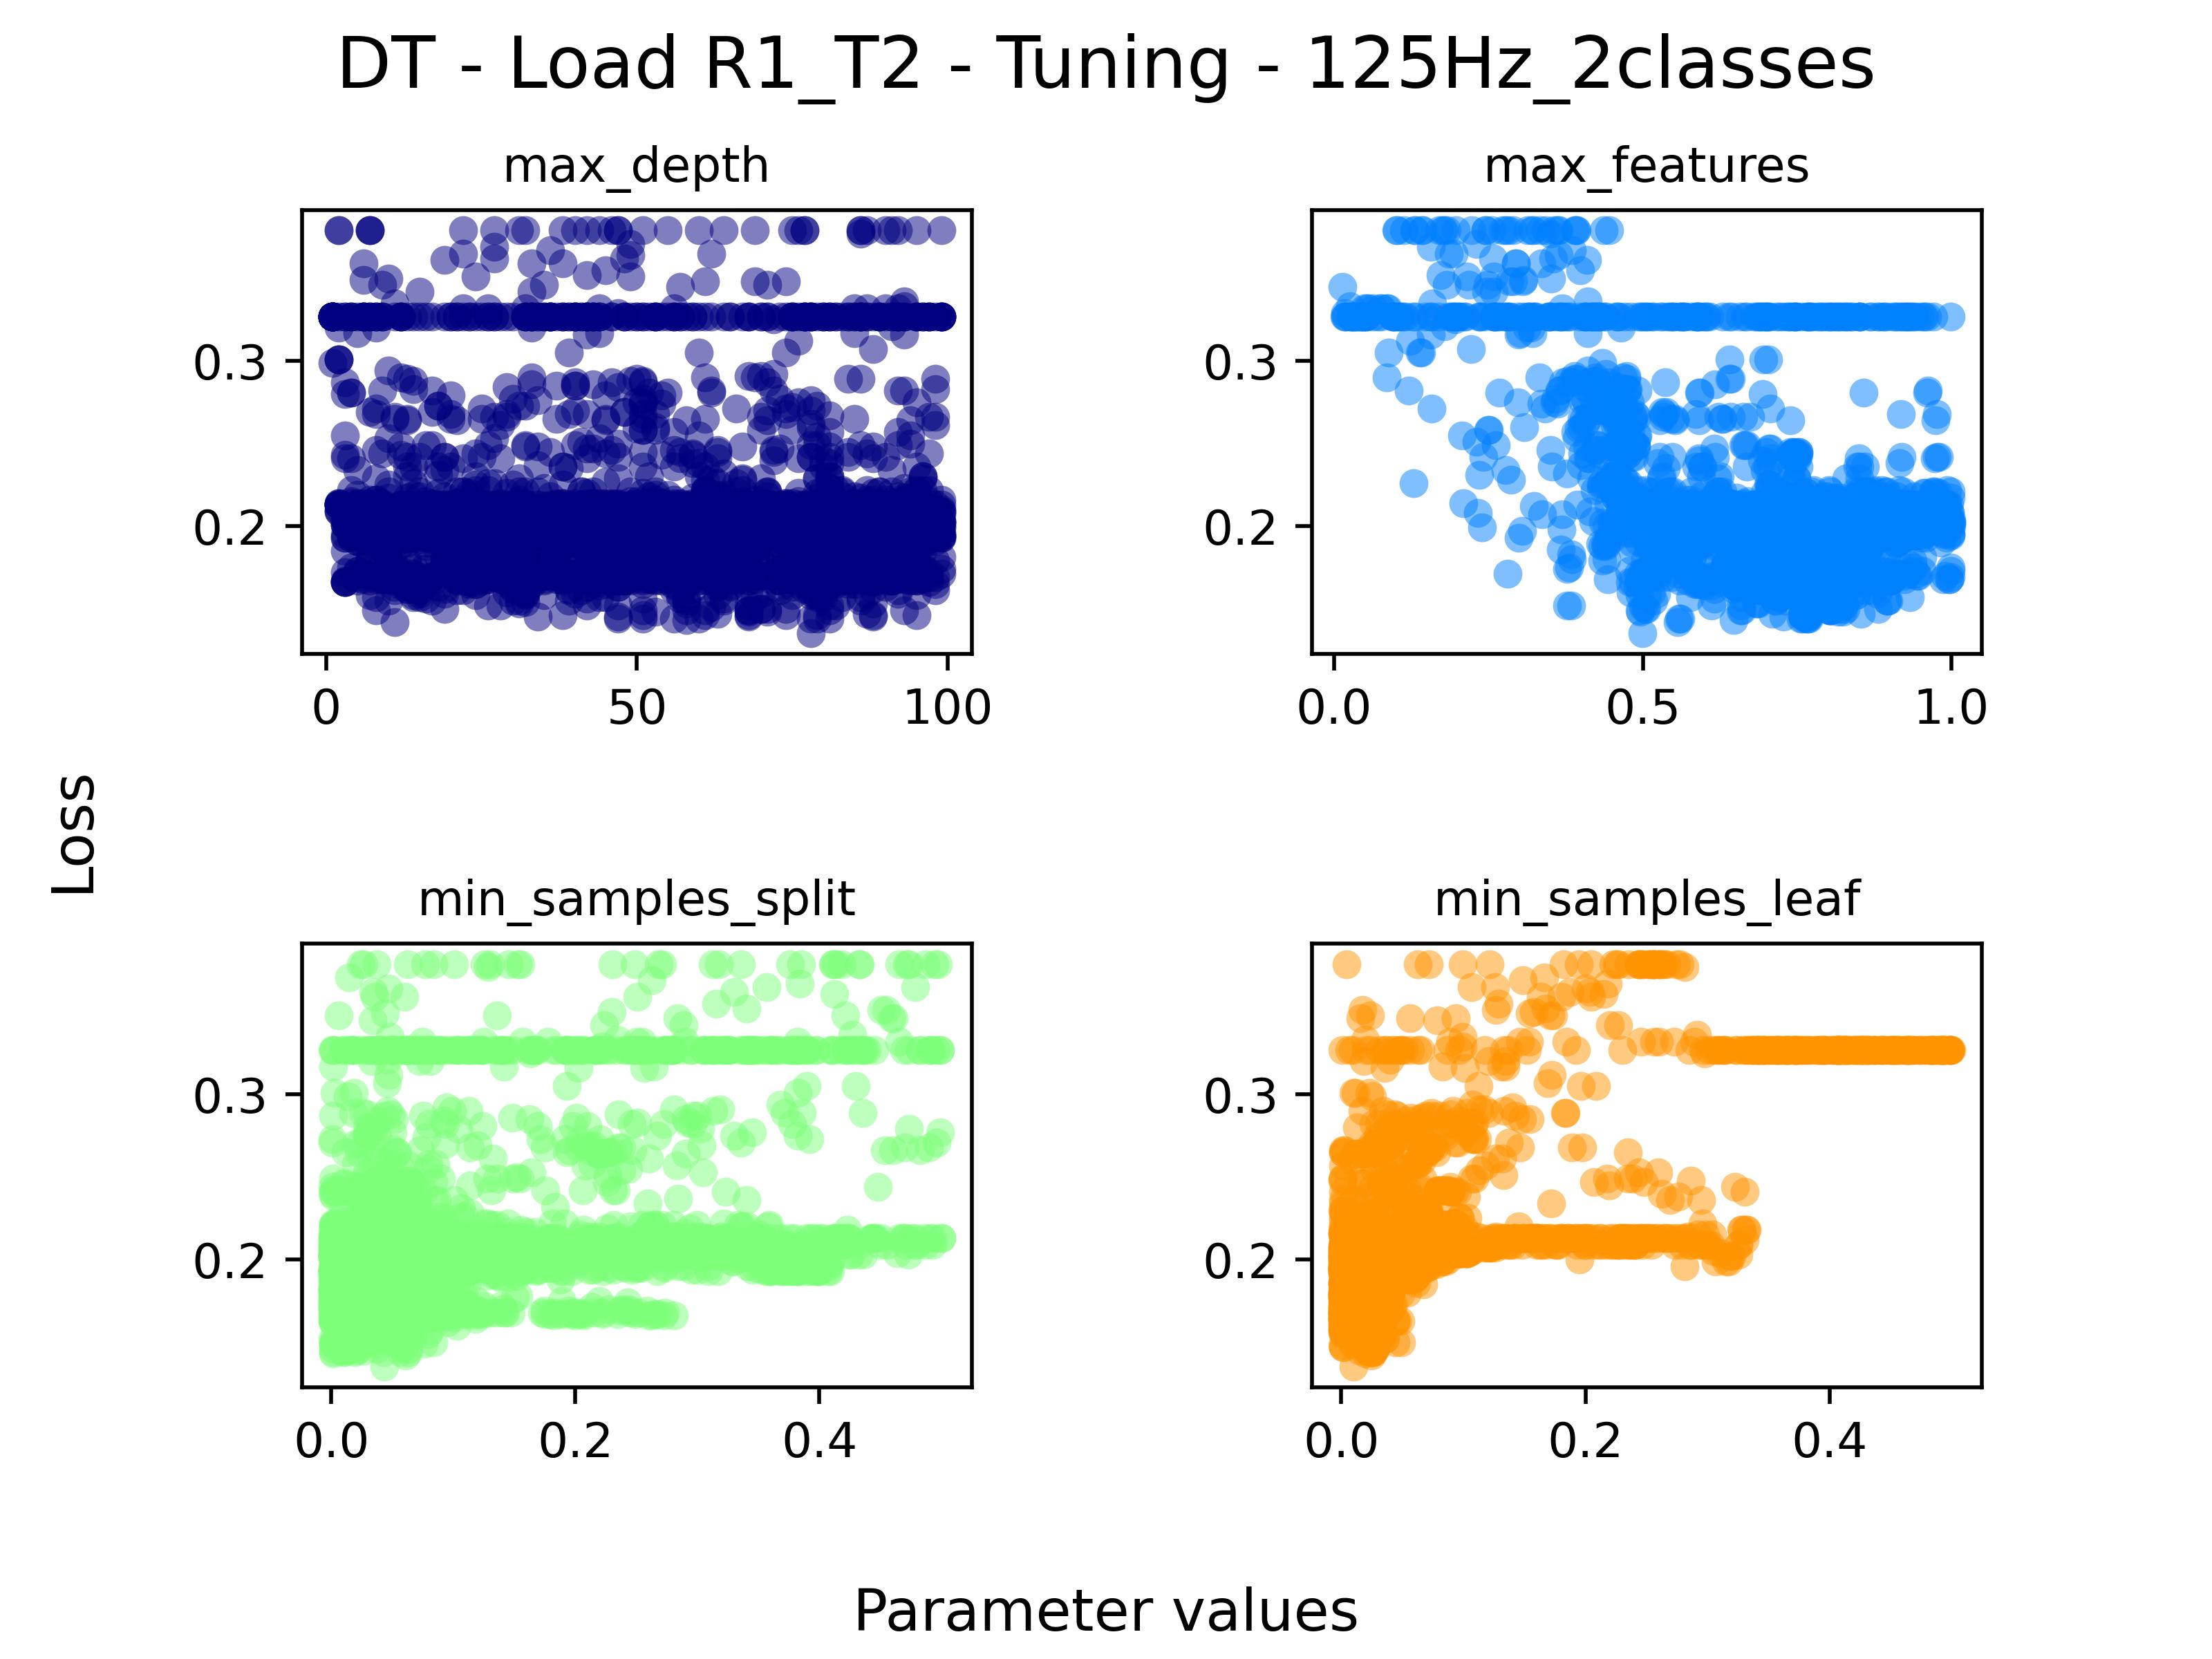 DT - Load R1_T2 - Tuning - 125Hz_2classes
max_depth
max_features
0.3
0.2
0
50
100
0.3
0.2
0.0
0.5
1.0
Loss
min_samples_split
min_samples_leaf
0.3
0.2
0.0
0.2
0.4
0.3
0.2
0.0
0.2
0.4
Parameter values